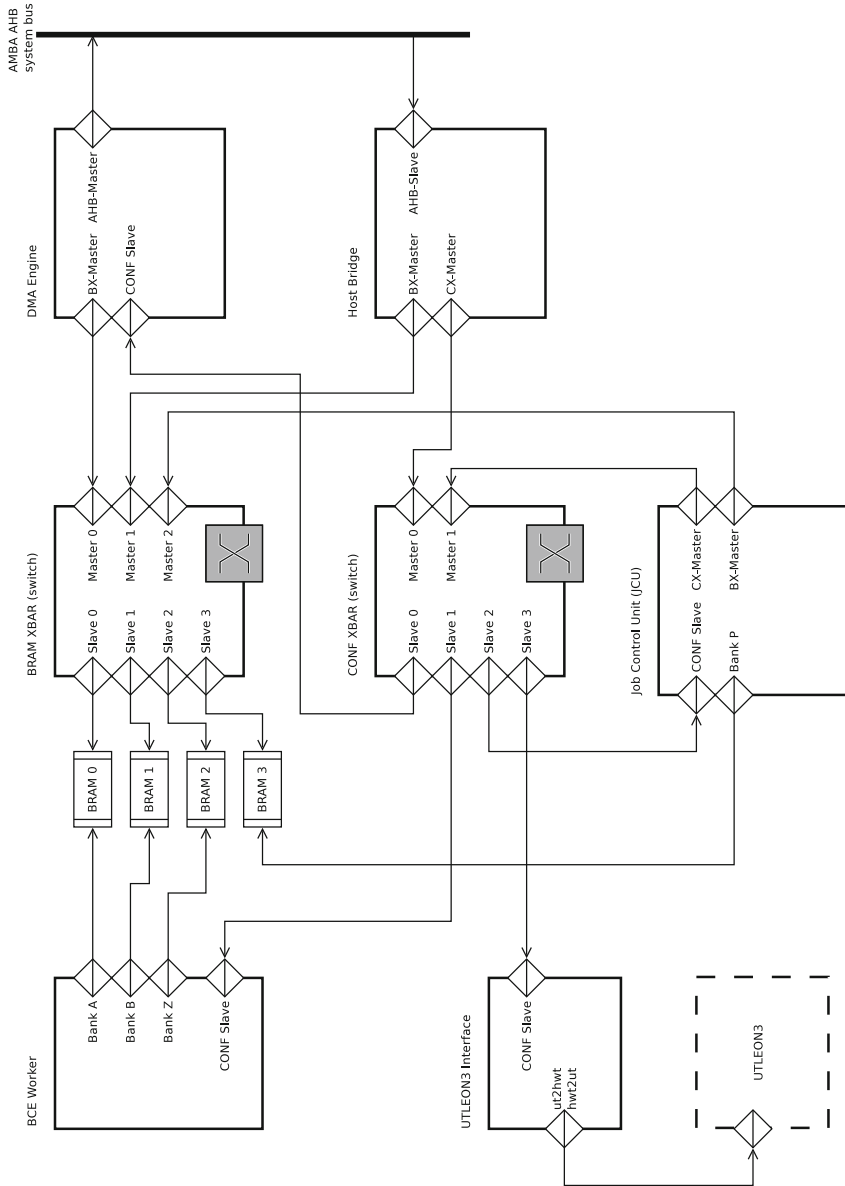 AMBA AHB
system bus
DMA Engine
BX-Master
AHB-Master
CONF Slave
Host Bridge
BX-Master
AHB-Slave
CX-Master
BRAM XBAR (switch)
Slave 0
Master 0
Slave 1
Master 1
Slave 2
Master 2
Slave 3
CONF XBAR (switch)
Slave 0
Master 0
Slave 1
Master 1
Slave 2
Slave 3
Job Control Unit (JCU)
CONF Slave
CX-Master
Bank P
BX-Master
BRAM 0
BRAM 1
BRAM 2
BRAM 3
BCE Worker
Bank A
Bank B
Bank Z
CONF Slave
UTLEON3 Interface
CONF Slave
ut2hwt
hwt2ut
UTLEON3